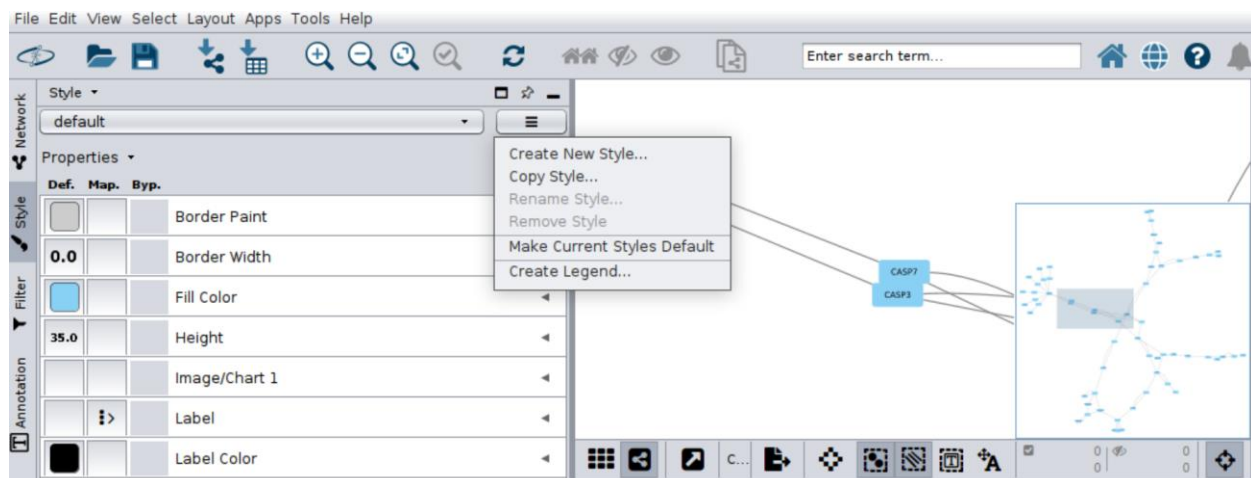 File Edit View Select Layout Apps Tools Help
Enter search term...
Network
Style
Filter
Annotation
Style
default
Properties
Def. Map. Byp.
Border Paint
0.0 Border Width
Fill Color
35.0 Height
Image/Chart 1
Label
Label Color
Create New Style...
Copy Style...
Rename Style...
Remove Style
Make Current Styles Default
Create Legend...
CASP7
CASP3
C...
T
A
0 0
0 0